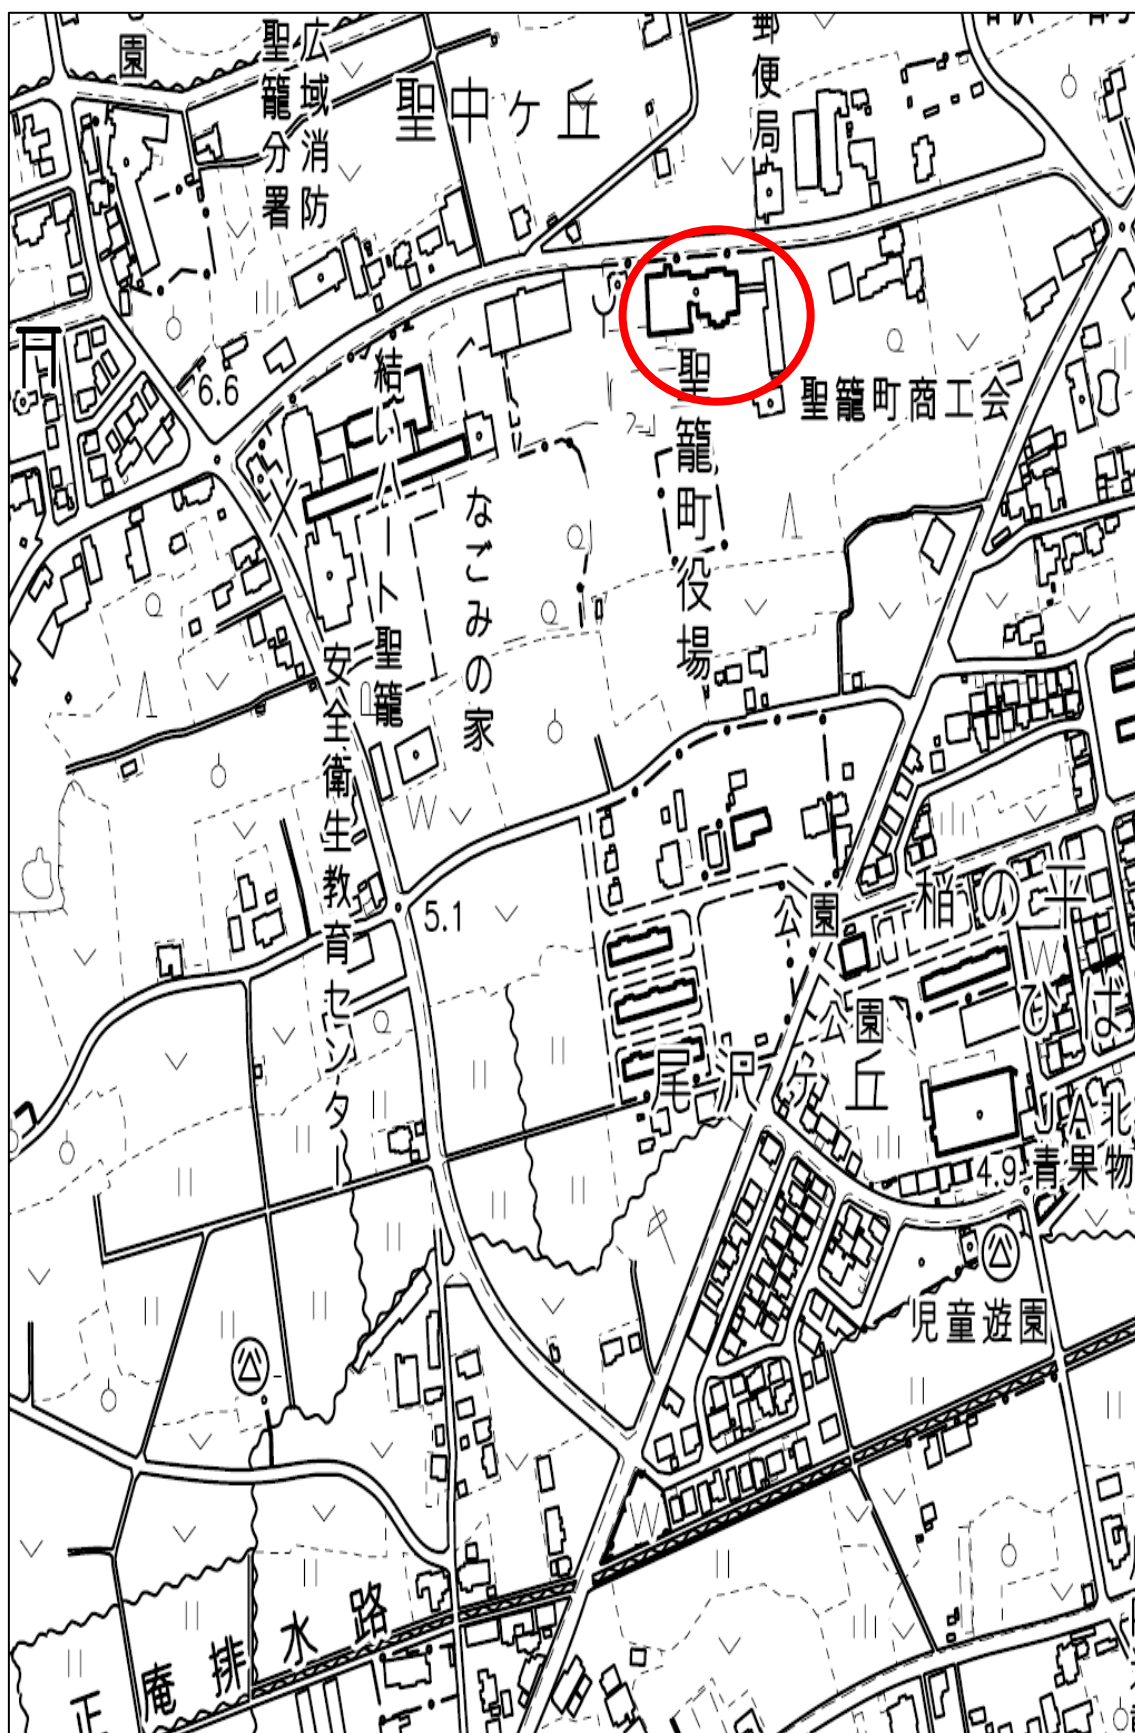 園
広域消防
聖籠分署
聖中ヶ丘
郵便局
6.6
結いハート聖籠
なごみの家
聖籠町役場
聖籠町商工会
安全衛生教育センター
5.1
公園
稲の平
公園
ひば
尾沢ヶ丘
JA北
青果物
4.9
児童遊園
正庵排水路